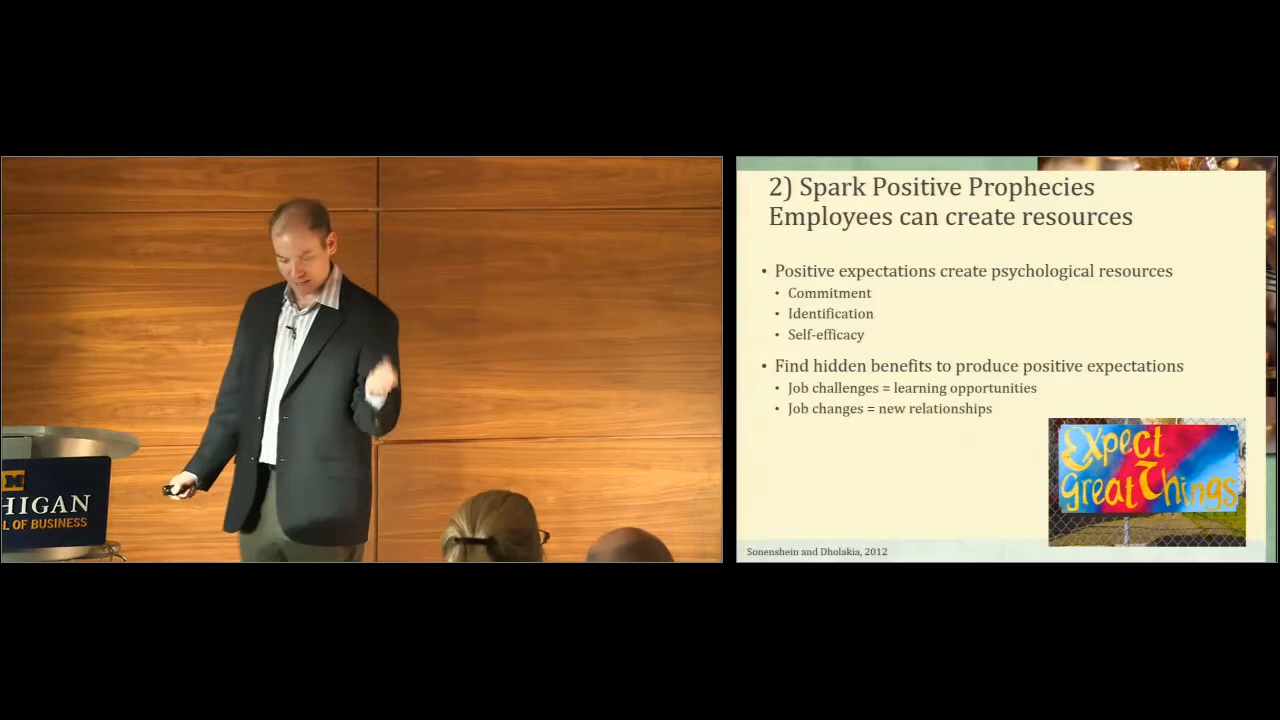 HIGAN
L OF BUSINESS
2) Spark Positive Prophecies
Employees can create resources
• Positive expectations create psychological resources
• Commitment
• Identification
• Self-efficacy
• Find hidden benefits to produce positive expectations
• Job challenges = learning opportunities
• Job changes = new relationships
Expect
Great Things
Sonenshein and Dholakia, 2012